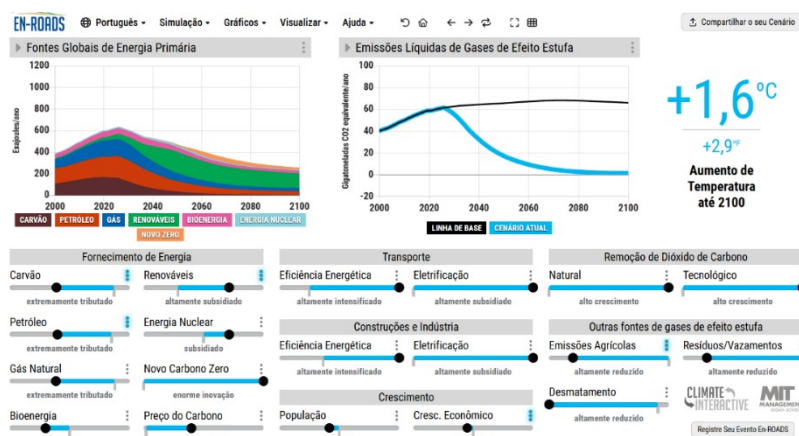 EN-ROADS
Português
Simulação
Gráficos
Visualizar
Ajuda
Compartilhar o seu Cenário
Fontes Globais de Energia Primária
1200
1000
800
600
400
200
0
Exajoules/ano
2000 2020 2040 2060 2080 2100
CARVÃO PETRÓLEO GÁS RENOVÁVEIS BIOENERGIA ENERGIA NUCLEAR
NOVO ZERO
Emissões Líquidas de Gases de Efeito Estufa
100
80
60
40
20
0
-20
Gigatoneladas CO2 equivalente/ano
2000 2020 2040 2060 2080 2100
LINHA DE BASE CENÁRIO ATUAL
+1,6°C
+2,9°F
Aumento de
Temperatura
até 2100
Fornecimento de Energia
Carvão
extremamente tributado
Renováveis
altamente subsidiado
Petróleo
extremamente tributado
Energia Nuclear
subsidiado
Gás Natural
extremamente tributado
Novo Carbono Zero
enorme inovação
Bioenergia
Preço do Carbono
Transporte
Eficiência Energética
altamente intensificado
Eletrificação
altamente subsidiado
Construções e Indústria
Eficiência Energética
altamente intensificado
Eletrificação
altamente subsidiado
Crescimento
População
Cresc. Econômico
Remoção de Dióxido de Carbono
Natural
alto crescimento
Tecnológico
alto crescimento
Outras fontes de gases de efeito estufa
Emissões Agrícolas
altamente reduzido
Resíduos/Vazamentos
altamente reduzido
Desmatamento
altamente reduzido
CLIMATE
INTERACTIVE
MIT
MANAGEMENT
Registre Seu Evento En-ROADS